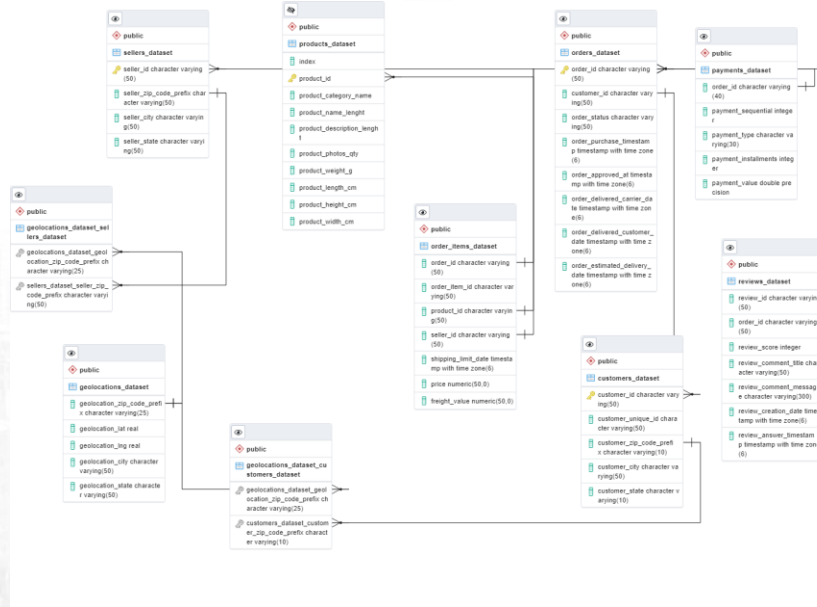 public
sellers_dataset
seller_id character varying
(50)
seller_zip_code_prefix char
acter varying(50)
seller_city character varyin
g(50)
seller_state character varyi
ng(50)
public
products_dataset
index
product_id
product_category_name
product_name_lenght
product_description_lengh
t
product_photos_qty
product_weight_g
product_length_cm
product_height_cm
product_width_cm
public
orders_dataset
order_id character varying
(50)
customer_id character vary
ing(50)
order_status character vary
ing(50)
order_purchase_timestam
p timestamp with time zone
(6)
order_approved_at timesta
mp with time zone(6)
order_delivered_carrier_da
te timestamp with time zon
e(6)
order_delivered_customer_
date timestamp with time z
one(6)
order_estimated_delivery_
date timestamp with time z
one(6)
public
payments_dataset
order_id character varying
(40)
payment_sequential intege
r
payment_type character va
rying(30)
payment_installments integ
er
payment_value double pre
cision
public
geolocations_dataset_sel
lers_dataset
geolocations_dataset_geol
ocation_zip_code_prefix ch
aracter varying(25)
sellers_dataset_seller_zip_
code_prefix character varyi
ng(50)
public
order_items_dataset
order_id character varying
(50)
order_item_id character var
ying(50)
product_id character varyin
g(50)
seller_id character varying
(50)
shipping_limit_date timesta
mp with time zone(6)
price numeric(50,0)
freight_value numeric(50,0)
public
reviews_dataset
review_id character varyin
(50)
order_id character varying
(50)
review_score integer
review_comment_title cha
acter varying(50)
review_comment_messag
e character varying(300)
review_creation_date time
tamp with time zone(6)
review_answer_timestam
p timestamp with time zon
(6)
public
geolocations_dataset
geolocation_zip_code_prefi
x character varying(25)
geolocation_lat real
geolocation_lng real
geolocation_city character
varying(50)
geolocation_state characte
r varying(50)
public
customers_dataset
customer_id character vary
ing(50)
customer_unique_id chara
cter varying(50)
customer_zip_code_prefi
x character varying(10)
customer_city character va
rying(50)
customer_state character v
arying(10)
public
geolocations_dataset_cu
stomers_dataset
geolocations_dataset_geol
ocation_zip_code_prefix ch
aracter varying(25)
customers_dataset_custom
er_zip_code_prefix charact
er varying(10)